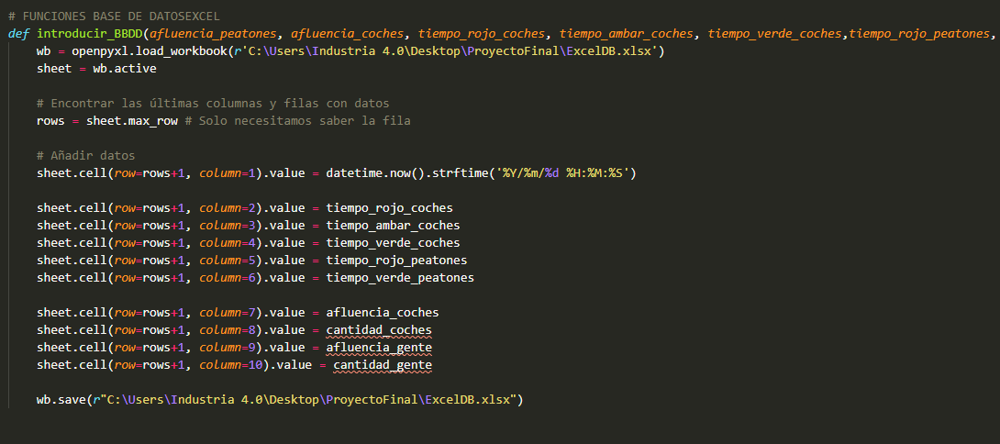 # FUNCIONES BASE DE DATOSEXCEL
def introducir_BBDD(afluencia_peatones, afluencia_coches, tiempo_rojo_coches, tiempo_ambar_coches, tiempo_verde_coches,tiempo_rojo_peatones,
wb = openpyxl.load_workbook(r'C:\Users\Industria 4.0\Desktop\ProyectoFinal\ExcelDB.xlsx')
sheet = wb.active
# Encontrar las últimas columnas y filas con datos
rows = sheet.max_row # Solo necesitamos saber la fila
# Añadir datos
sheet.cell(row=rows+1, column=1).value = datetime.now().strftime('%Y/%m/%d %H:%M:%S')
sheet.cell(row=rows+1, column=2).value = tiempo_rojo_coches
sheet.cell(row=rows+1, column=3).value = tiempo_ambar_coches
sheet.cell(row=rows+1, column=4).value = tiempo_verde_coches
sheet.cell(row=rows+1, column=5).value = tiempo_rojo_peatones
sheet.cell(row=rows+1, column=6).value = tiempo_verde_peatones
sheet.cell(row=rows+1, column=7).value = afluencia_coches
sheet.cell(row=rows+1, column=8).value = cantidad_coches
sheet.cell(row=rows+1, column=9).value = afluencia_gente
sheet.cell(row=rows+1, column=10).value = cantidad_gente
wb.save(r"C:\Users\Industria 4.0\Desktop\ProyectoFinal\ExcelDB.xlsx")